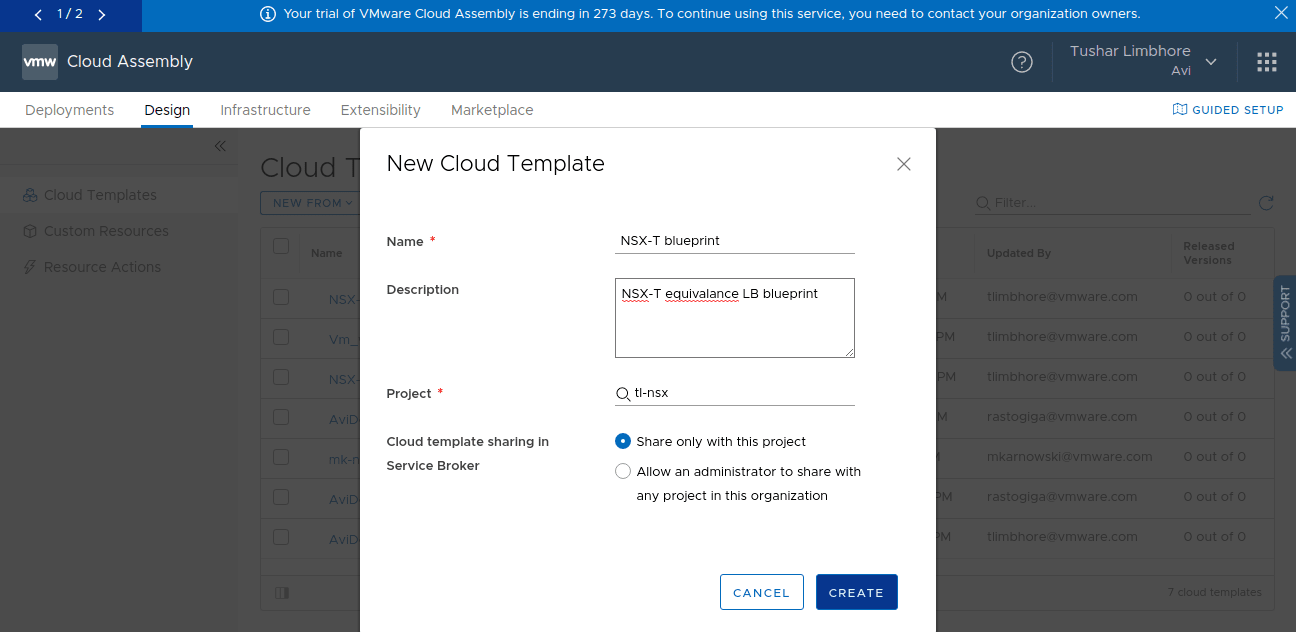 1 / 2
Your trial of VMware Cloud Assembly is ending in 273 days. To continue using this service, you need to contact your organization owners.
vmw Cloud Assembly
Tushar Limbhore
Avi
Deployments Design Infrastructure Extensibility Marketplace
GUIDED SETUP
Cloud Templates
Custom Resources
Resource Actions
Cloud T
NEW FROM
Filter...
Name Updated By Released Versions
NSX- M tlimbhore@vmware.com 0 out of 0
Vm_ PM tlimbhore@vmware.com 0 out of 0
NSX- PM tlimbhore@vmware.com 0 out of 0
AviD M rastogiga@vmware.com 0 out of 0
mk-n M mkarnowski@vmware.com 0 out of 0
AviD PM rastogiga@vmware.com 0 out of 0
AviD PM tlimbhore@vmware.com 0 out of 0
7 cloud templates
SUPPORT
New Cloud Template
Name * NSX-T blueprint
Description NSX-T equivalance LB blueprint
Project * tl-nsx
Cloud template sharing in
Service Broker
Share only with this project
Allow an administrator to share with
any project in this organization
CANCEL CREATE